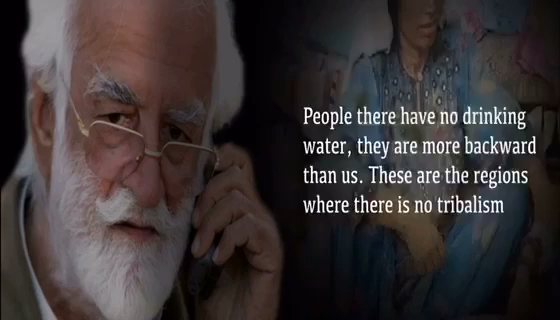 People there have no drinking
water, they are more backward
than us. These are the regions
where there is no tribalism